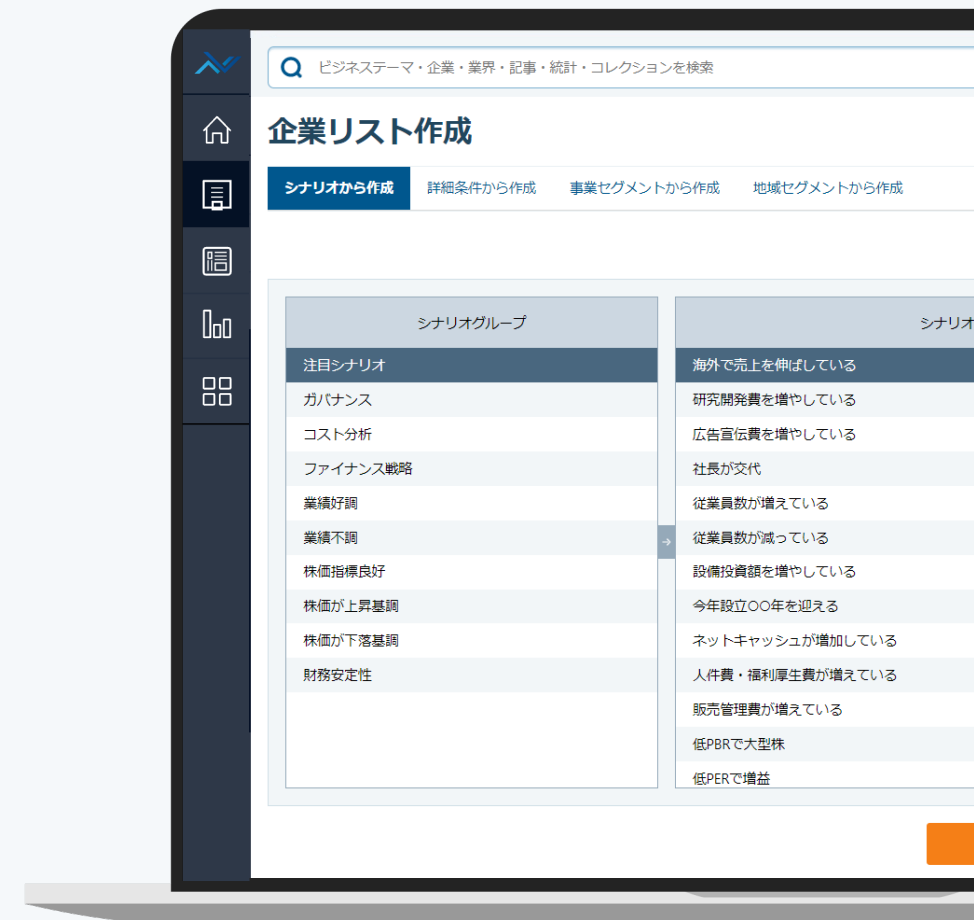 ビジネステーマ・企業・業界・記事・統計・コレクションを検索
企業リスト作成
シナリオから作成 詳細条件から作成 事業セグメントから作成 地域セグメントから作成
シナリオグループ
注目シナリオ
ガバナンス
コスト分析
ファイナンス戦略
業績好調
業績不調
株価指標良好
株価が上昇基調
株価が下落基調
財務安定性
シナリオ
海外で売上を伸ばしている
研究開発費を増やしている
広告宣伝費を増やしている
社長が交代
従業員数が増えている
従業員数が減っている
設備投資額を増やしている
今年設立○○年を迎える
ネットキャッシュが増加している
人件費・福利厚生費が増えている
販売管理費が増えている
低PBRで大型株
低PERで増益